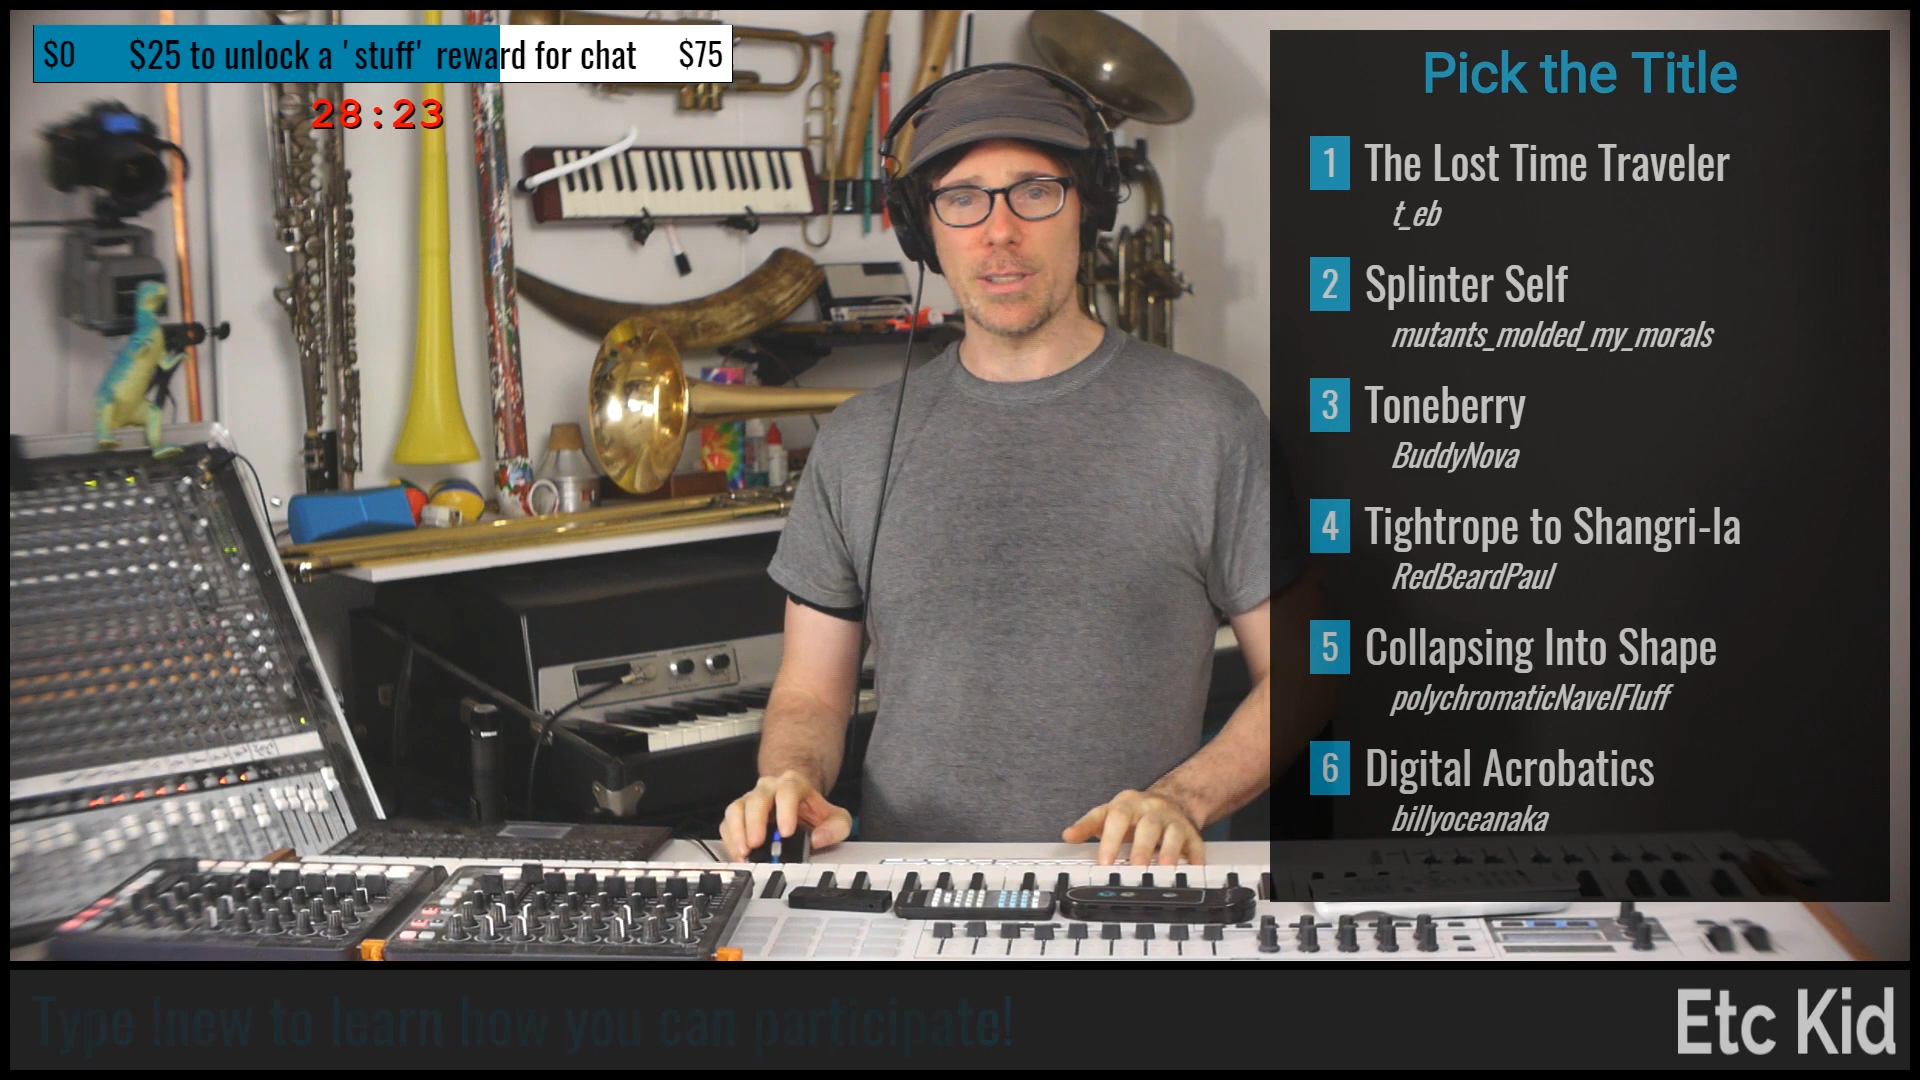 $0 $25 to unlock a 'stuff' reward for chat $75
28:23
Pick the Title
1 The Lost Time Traveler
t_eb
2 Splinter Self
mutants_molded_my_morals
3 Toneberry
BuddyNova
4 Tightrope to Shangri-la
RedBeardPaul
5 Collapsing Into Shape
polychromaticNavelFluff
6 Digital Acrobatics
billyoceanaka
Type !new to learn how you can participate!
Etc Kid